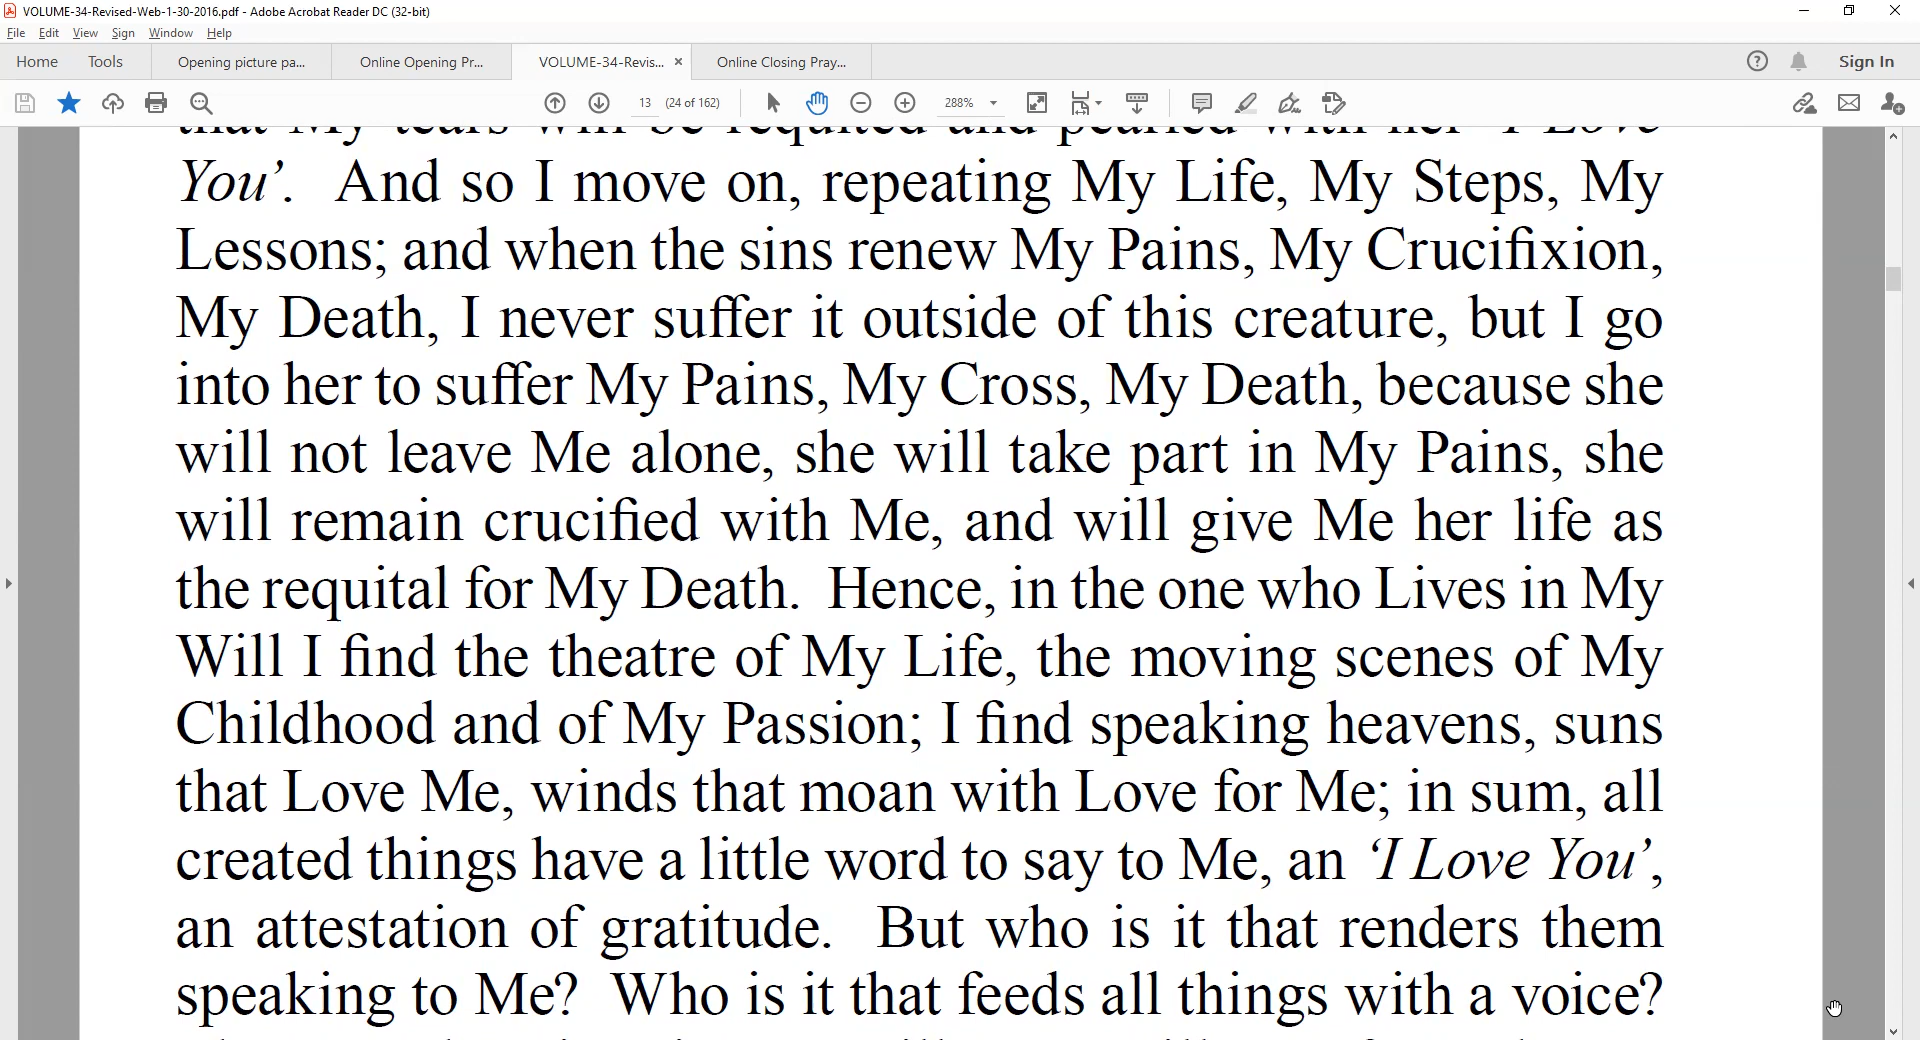 VOLUME-34-Revised-Web-1-30-2016.pdf - Adobe Acrobat Reader DC (32-bit)
File Edit View Sign Window Help
Home Tools Opening picture pa... Online Opening Pr... VOLUME-34-Revis... × Online Closing Pray... Sign In
13 (24 of 162) 288%
that My tears will be requited and pearled with her 'I Love
You’. And so I move on, repeating My Life, My Steps, My
Lessons; and when the sins renew My Pains, My Crucifixion,
My Death, I never suffer it outside of this creature, but I go
into her to suffer My Pains, My Cross, My Death, because she
will not leave Me alone, she will take part in My Pains, she
will remain crucified with Me, and will give Me her life as
the requital for My Death. Hence, in the one who Lives in My
Will I find the theatre of My Life, the moving scenes of My
Childhood and of My Passion; I find speaking heavens, suns
that Love Me, winds that moan with Love for Me; in sum, all
created things have a little word to say to Me, an ‘I Love You’,
an attestation of gratitude. But who is it that renders them
speaking to Me? Who is it that feeds all things with a voice?